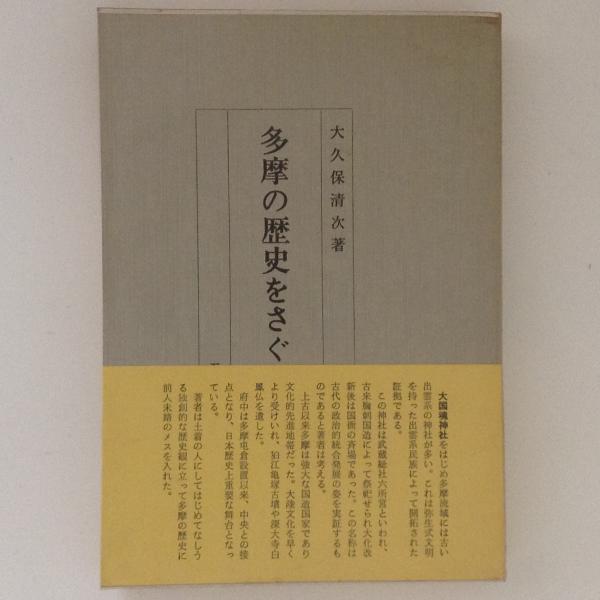 大久保清次著
多摩の歴史をさぐ
大国魂神社をはじめ多摩流域には古い
出雲系の神社が多い。これは弥生式文明
を持った出雲系民族によって開拓された
証拠である。
この神社は武蔵総社六所宮といわれ、
古来胸刺国造によって祭祀せられ大化改
新後は国衙の斉場であった。この名称は
古代の政治的統合発展の姿を実証するも
のであると著者は考える。
上古以来多摩は強大な国造国家であり
文化的先進地帯だった。大陸文化を早く
より受けいれ、狛江亀塚古墳や深大寺白
鳳仏を遺した。
府中は多摩屯倉設置以来、中央との接
点となり、日本歴史上重要な舞台となっ
ている。
著者は土着の人にしてはじめてなしう
る独創的な歴史観に立って多摩の歴史に
前人未踏のメスを入れた。